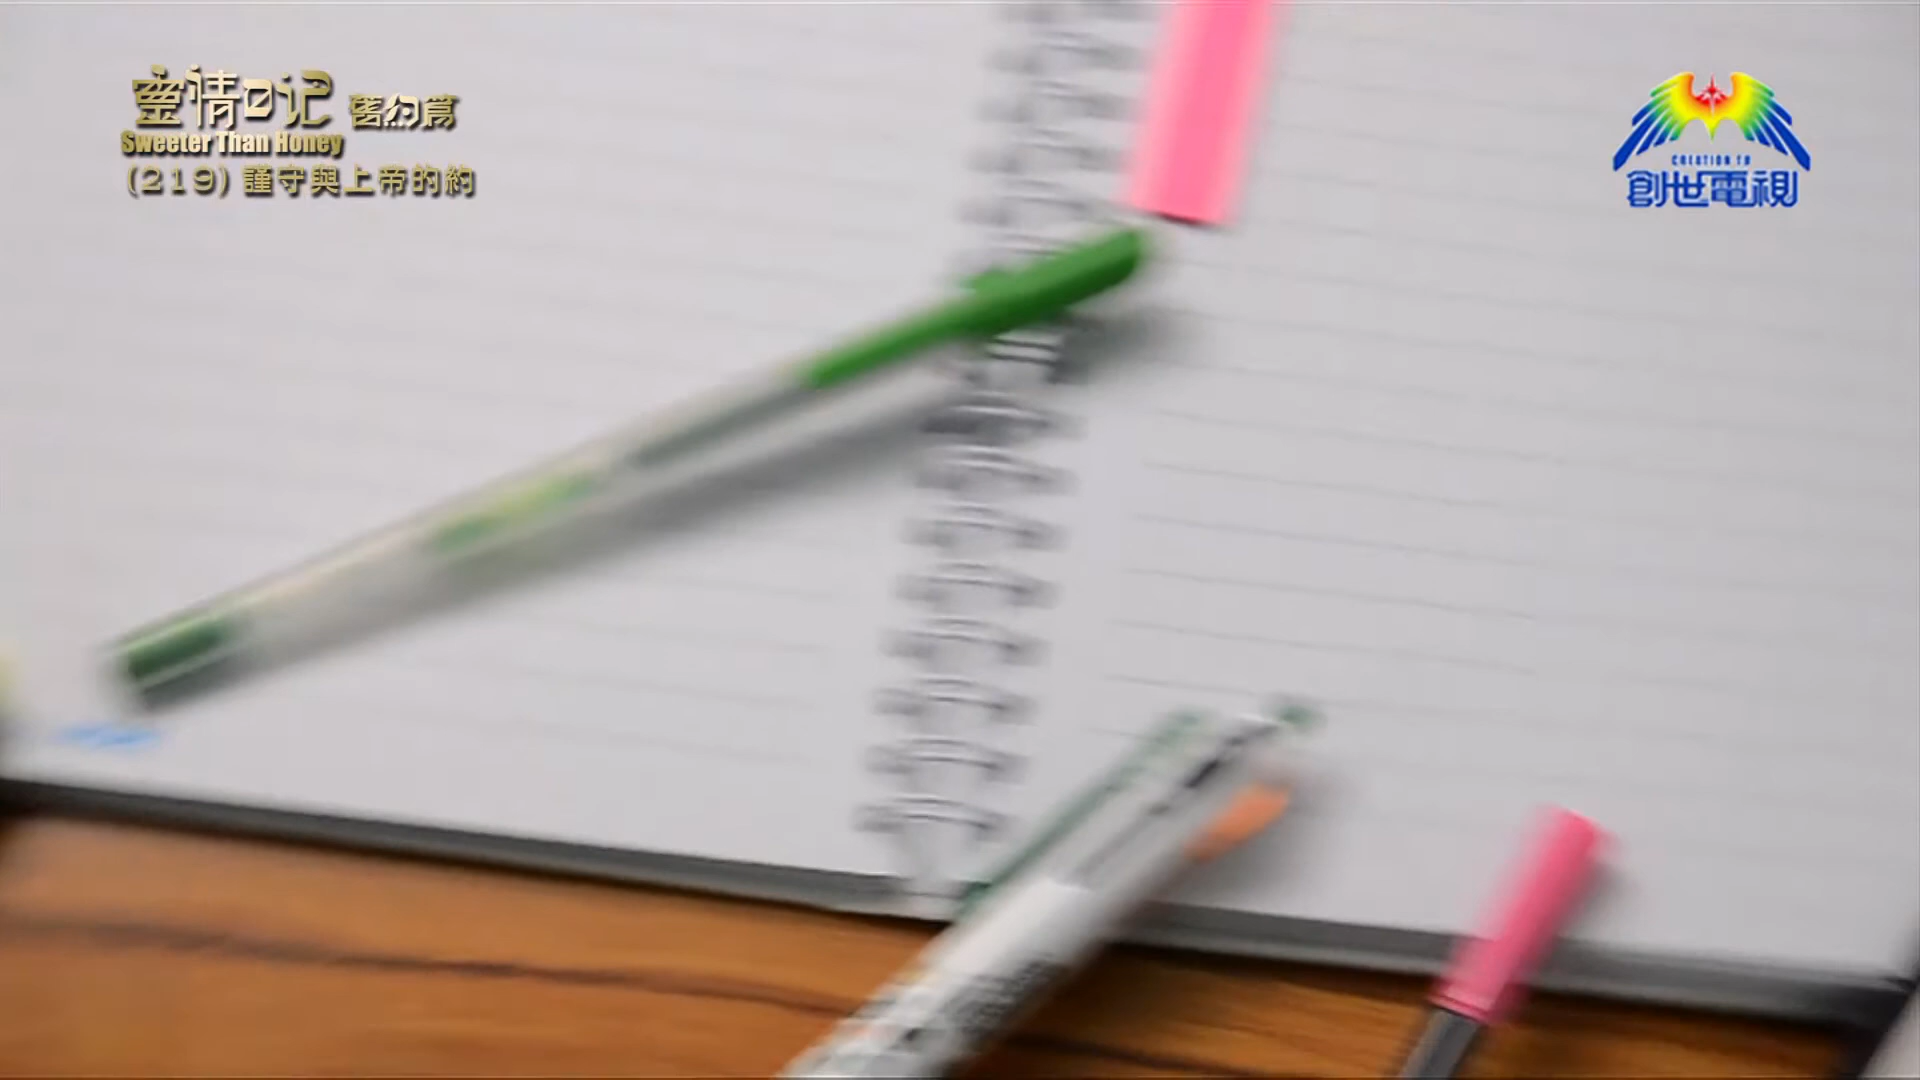 靈情日记 舊約篇
Sweeter Than Honey
(219) 謹守與上帝的約
CREATION TV
創世電視